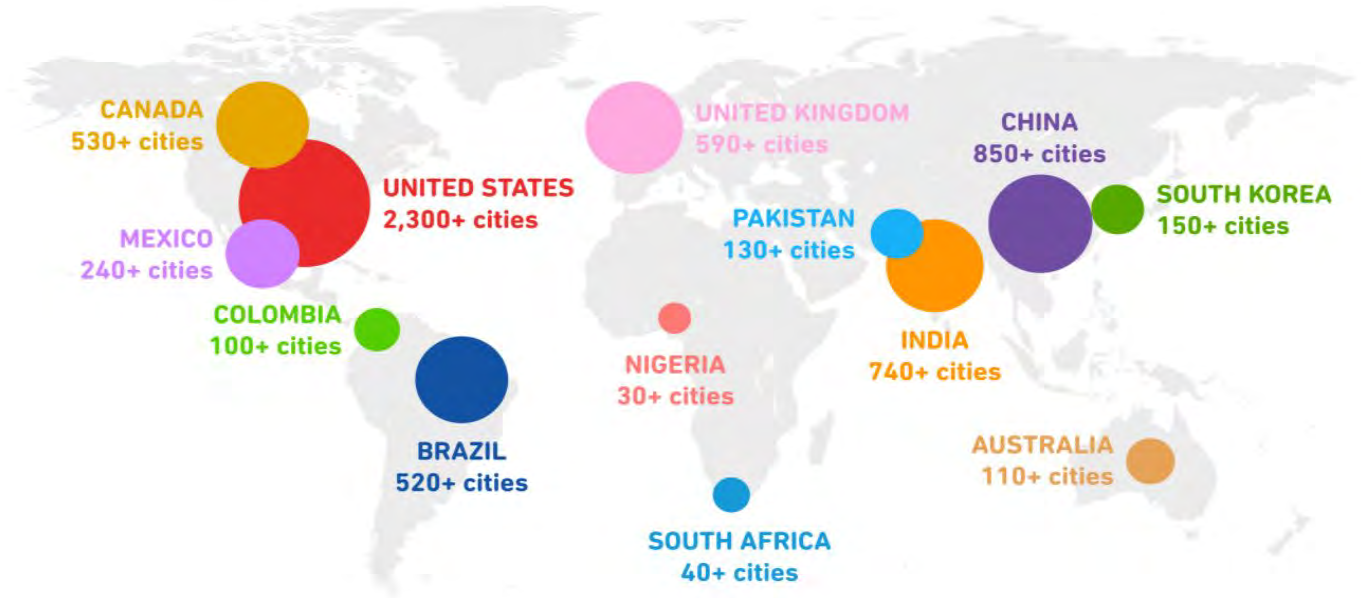 CANADA
530+ cities
UNITED STATES
2,300+ cities
MEXICO
240+ cities
COLOMBIA
100+ cities
BRAZIL
520+ cities
UNITED KINGDOM
590+ cities
NIGERIA
30+ cities
SOUTH AFRICA
40+ cities
PAKISTAN
130+ cities
INDIA
740+ cities
CHINA
850+ cities
SOUTH KOREA
150+ cities
AUSTRALIA
110+ cities